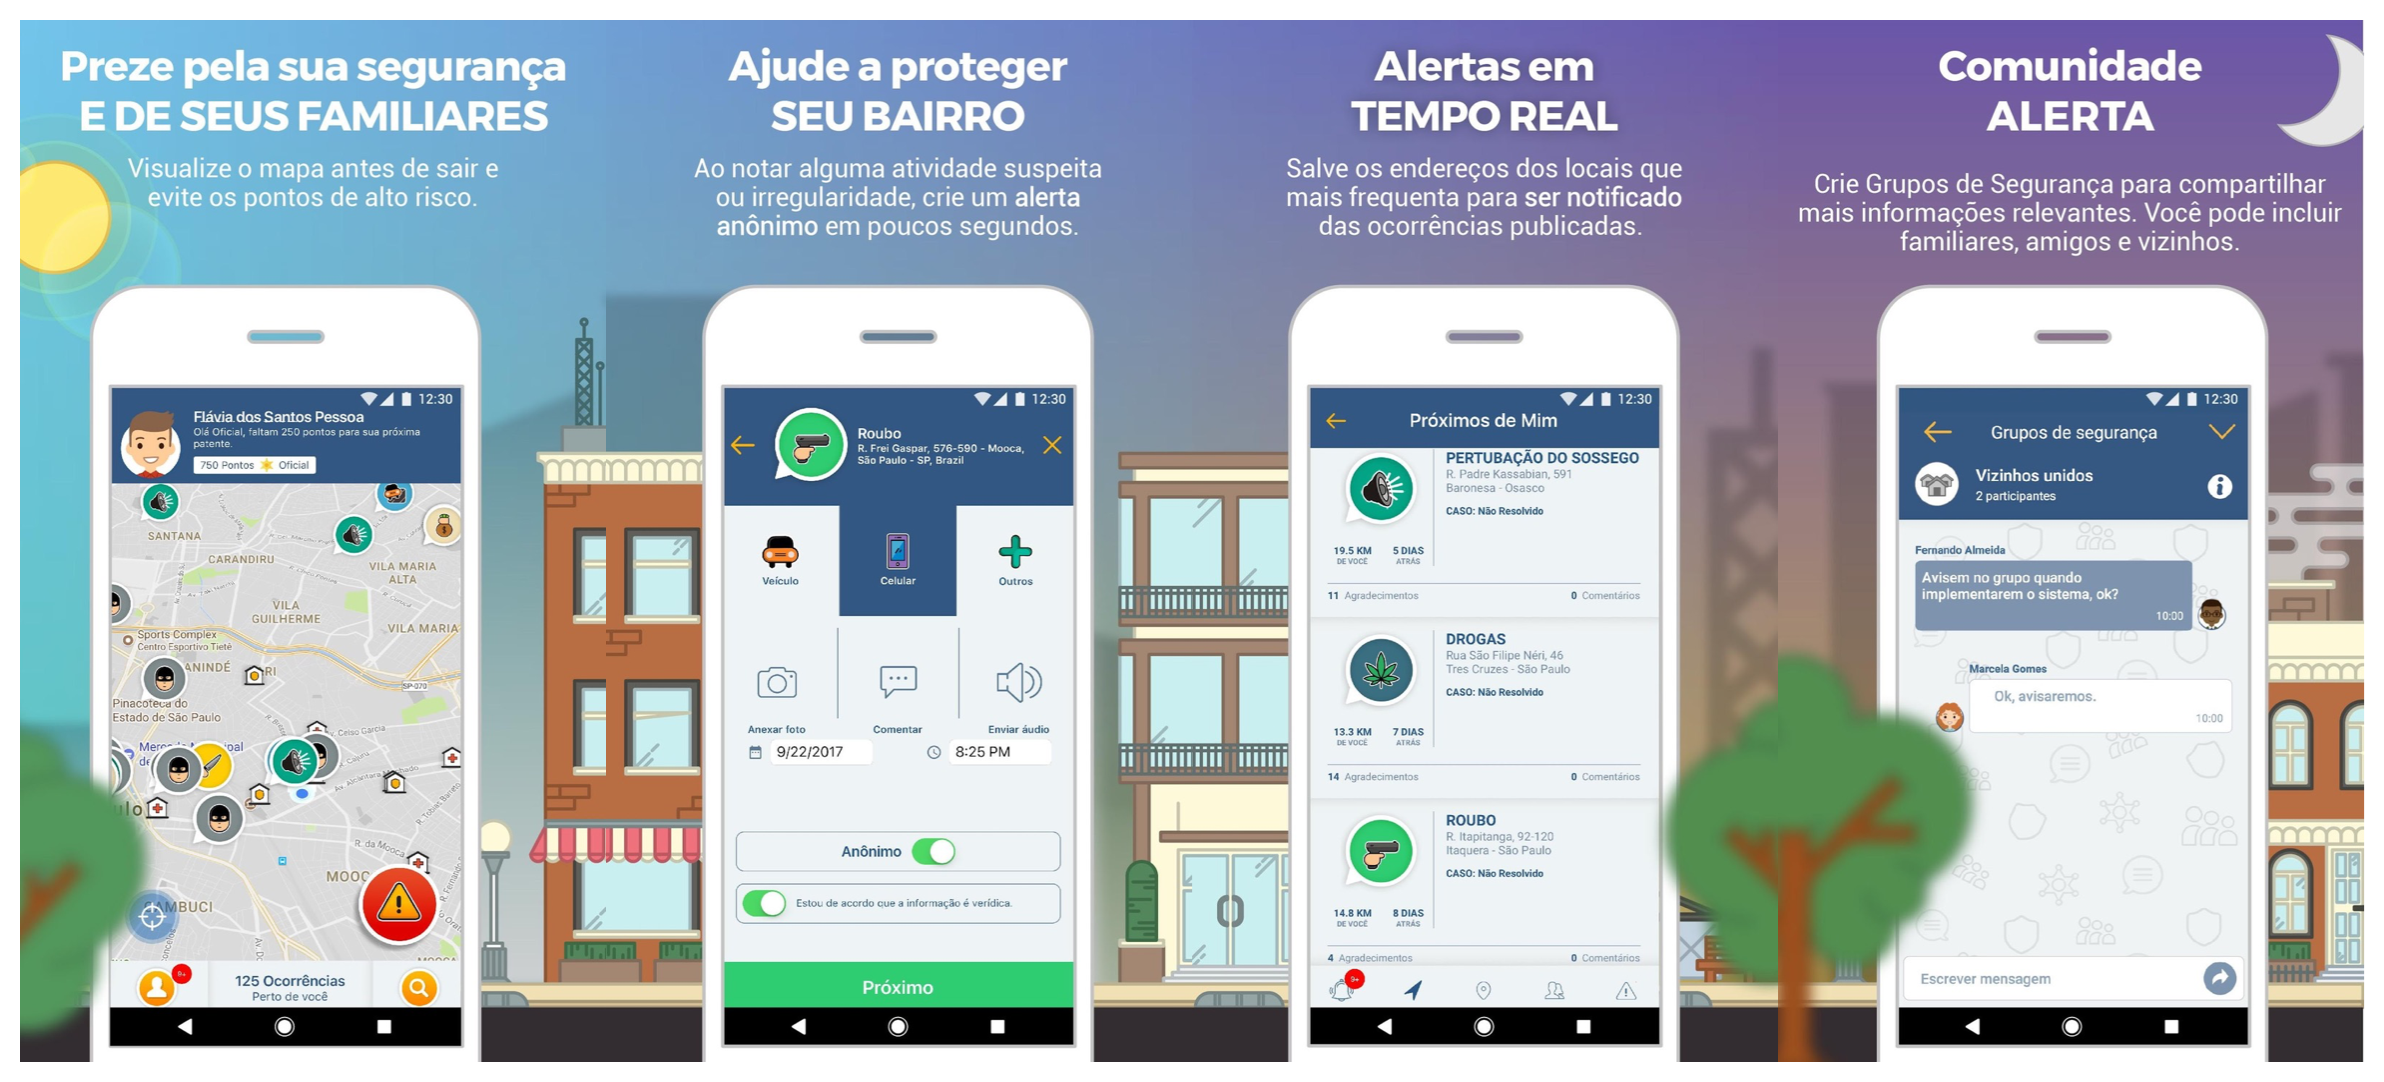 Preze pela sua segurança
E DE SEUS FAMILIARES
Visualize o mapa antes de sair e
evite os pontos de alto risco.
12:30
Flávia dos Santos Pessoa
Olá Oficial, faltam 250 pontos para sua próxima
patente.
750 Pontos Oficial
SANTANA
CARANDIRU
VILA MARIA
ALTA
VILA
GUILHERME
VILA MARIA
Sports Complex
Centro Esportivo Tietê
ANINDÉ
RI
SP-070
Pinacoteca do
Estado de São Paulo
Av. Celso Garcia
R. da Mooca
MOOC
CAMBUCI
125 Ocorrências
Perto de você
9+
Ajude a proteger
SEU BAIRRO
Ao notar alguma atividade suspeita
ou irregularidade, crie um alerta
anônimo em poucos segundos.
12:30
Roubo
R. Frei Gaspar, 576-590 - Mooca,
São Paulo - SP, Brazil
Veículo
Celular
Outros
Anexar foto
Comentar
Enviar áudio
9/22/2017
8:25 PM
Anônimo
Estou de acordo que a informação é verídica.
Próximo
Alertas em
TEMPO REAL
Salve os endereços dos locais que
mais frequenta para ser notificado
das ocorrências publicadas.
12:30
Próximos de Mim
PERTUBAÇÃO DO SOSSEGO
R. Padre Kassabian, 591
Baronesa - Osasco
CASO: Não Resolvido
19.5 KM 5 DIAS
DE VOCÊ ATRÁS
11 Agradecimentos 0 Comentários
DROGAS
Rua São Filipe Néri, 46
Tres Cruzes - São Paulo
CASO: Não Resolvido
13.3 KM 7 DIAS
DE VOCÊ ATRÁS
14 Agradecimentos 0 Comentários
ROUBO
R. Itapitanga, 92-120
Itaquera - São Paulo
CASO: Não Resolvido
14.8 KM 8 DIAS
DE VOCÊ ATRÁS
4 Agradecimentos 0 Comentários
9+
Comunidade
ALERTA
Crie Grupos de Segurança para compartilhar
mais informações relevantes. Você pode incluir
familiares, amigos e vizinhos.
12:30
Grupos de segurança
Vizinhos unidos
2 participantes
Fernando Almeida
Avisem no grupo quando
implementarem o sistema, ok?
10:00
Marcela Gomes
Ok, avisaremos.
10:00
Escrever mensagem